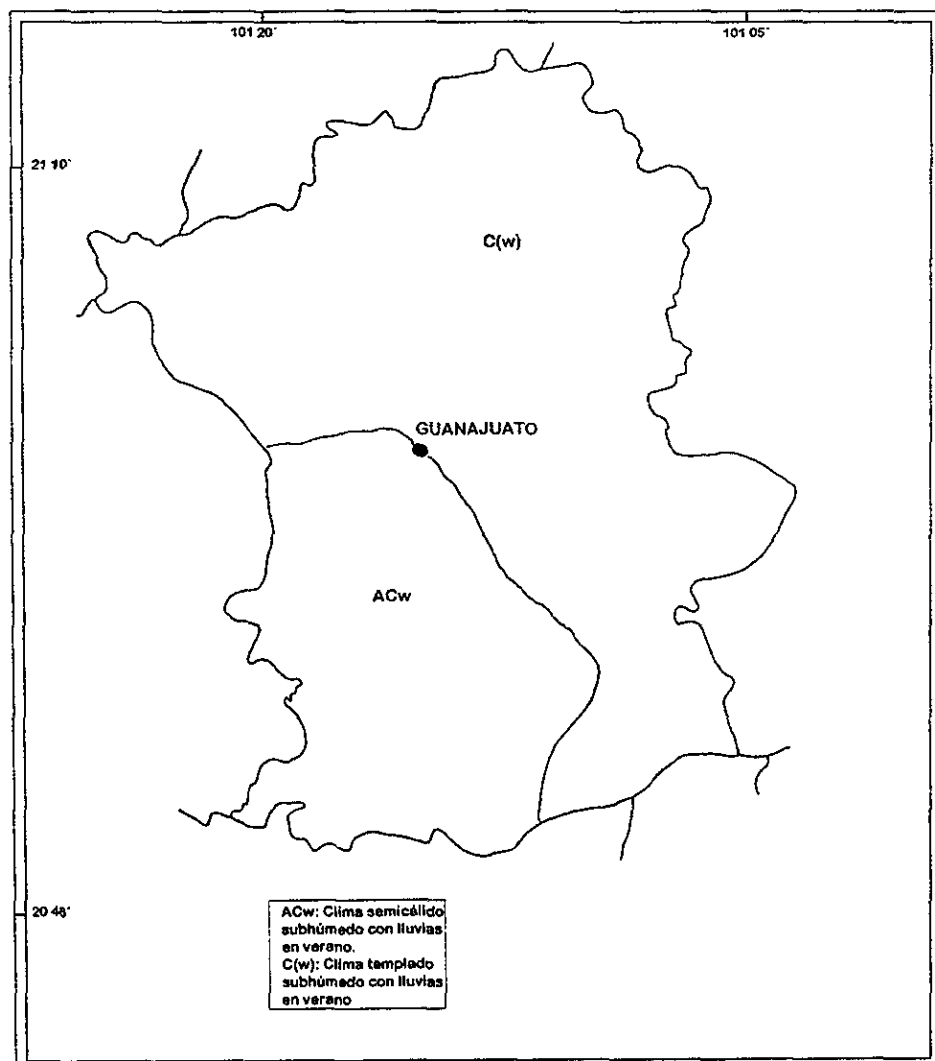 101 20'
101 05'
21 10'
C(w)
GUANAJUATO
ACw
20 48'
ACw: Clima semicálido
subhúmedo con lluvias
en verano.
C(w): Clima templado
subhúmedo con lluvias
en verano